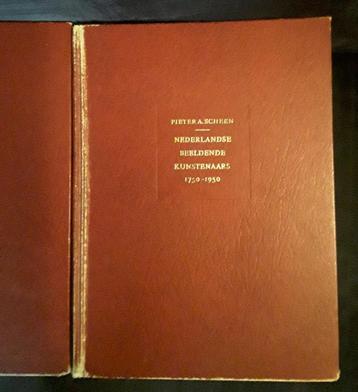 PIETER A. SCHEEN
NEDERLANDSE
BEELDENDE
KUNSTENAARS
1750-1950